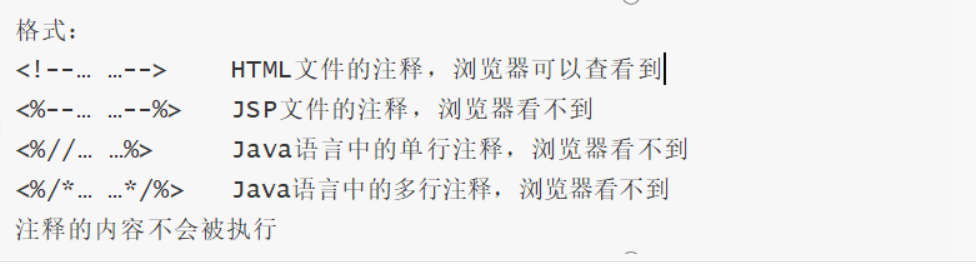 格式：
<!--… …-->    HTML文件的注释，浏览器可以查看到
<%--… …--%>   JSP文件的注释，浏览器看不到
<%//… …%>     Java语言中的单行注释，浏览器看不到
<%/*… …*/%>   Java语言中的多行注释，浏览器看不到
注释的内容不会被执行